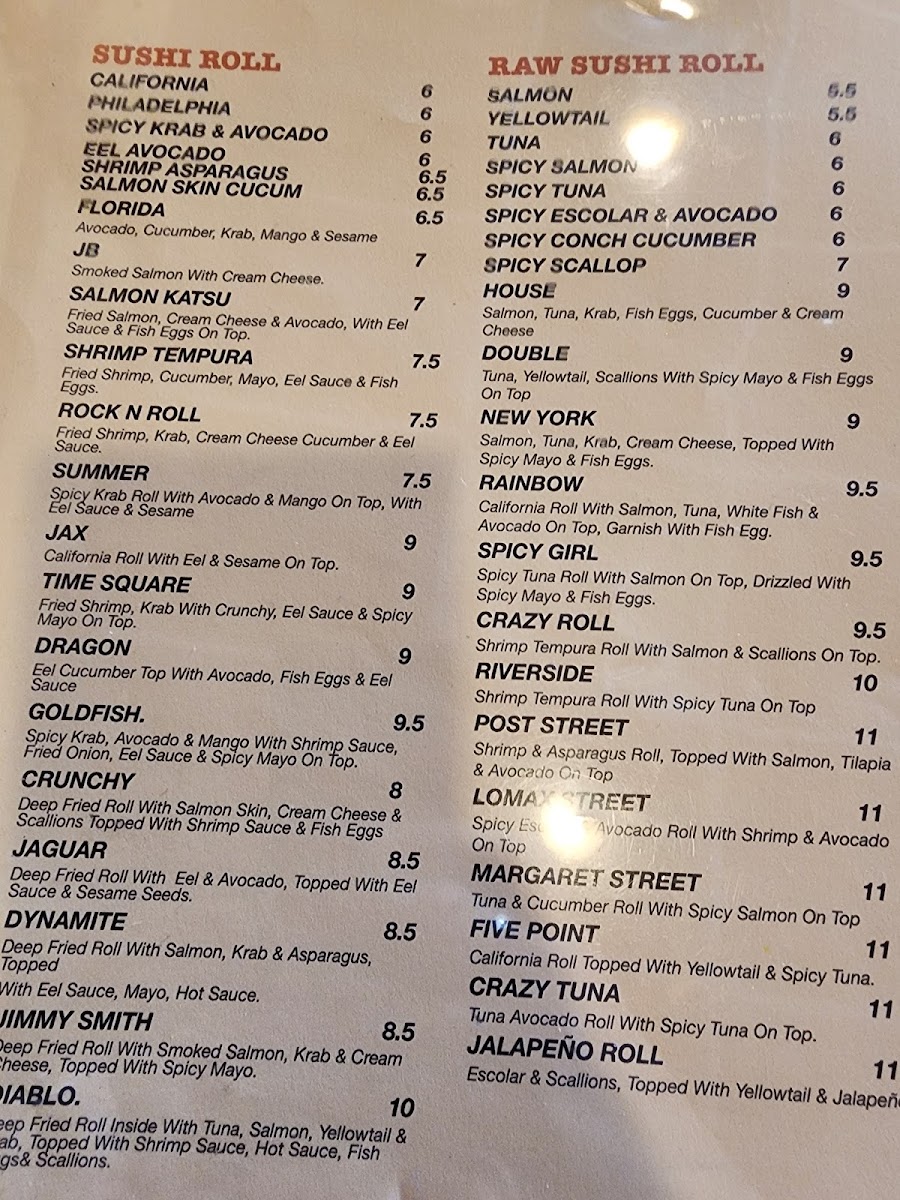 SUSHI ROLL
CALIFORNIA 6
PHILADELPHIA 6
SPICY KRAB & AVOCADO 6
EEL AVOCADO 6
SHRIMP ASPARAGUS 6.5
SALMON SKIN CUCUM 6.5
FLORIDA 6.5
Avocado, Cucumber, Krab, Mango & Sesame
JB 7
Smoked Salmon With Cream Cheese.
SALMON KATSU 7
Fried Salmon, Cream Cheese & Avocado, With Eel
Sauce & Fish Eggs On Top.
SHRIMP TEMPURA 7.5
Fried Shrimp, Cucumber, Mayo, Eel Sauce & Fish
Eggs.
ROCK N ROLL 7.5
Fried Shrimp, Krab, Cream Cheese Cucumber & Eel
Sauce.
SUMMER 7.5
Spicy Krab Roll With Avocado & Mango On Top, With
Eel Sauce & Sesame
JAX 9
California Roll With Eel & Sesame On Top.
TIME SQUARE 9
Fried Shrimp, Krab With Crunchy, Eel Sauce & Spicy
Mayo On Top.
DRAGON 9
Eel Cucumber Top With Avocado, Fish Eggs & Eel
Sauce
GOLDFISH. 9.5
Spicy Krab, Avocado & Mango With Shrimp Sauce,
Fried Onion, Eel Sauce & Spicy Mayo On Top.
CRUNCHY 8
Deep Fried Roll With Salmon Skin, Cream Cheese &
Scallions Topped With Shrimp Sauce & Fish Eggs
JAGUAR 8.5
Deep Fried Roll With Eel & Avocado, Topped With Eel
Sauce & Sesame Seeds.
DYNAMITE 8.5
Deep Fried Roll With Salmon, Krab & Asparagus,
Topped
With Eel Sauce, Mayo, Hot Sauce.
JIMMY SMITH 8.5
Deep Fried Roll With Smoked Salmon, Krab & Cream
Cheese, Topped With Spicy Mayo.
DIABLO. 10
eep Fried Roll Inside With Tuna, Salmon, Yellowtail &
ab, Topped With Shrimp Sauce, Hot Sauce, Fish
gs& Scallions.
RAW SUSHI ROLL
SALMON 5.5
YELLOWTAIL 5.5
TUNA 6
SPICY SALMON 6
SPICY TUNA 6
SPICY ESCOLAR & AVOCADO 6
SPICY CONCH CUCUMBER 6
SPICY SCALLOP 7
HOUSE 9
Salmon, Tuna, Krab, Fish Eggs, Cucumber & Cream
Cheese
DOUBLE 9
Tuna, Yellowtail, Scallions With Spicy Mayo & Fish Eggs
On Top
NEW YORK 9
Salmon, Tuna, Krab, Cream Cheese, Topped With
Spicy Mayo & Fish Eggs.
RAINBOW 9.5
California Roll With Salmon, Tuna, White Fish &
Avocado On Top, Garnish With Fish Egg.
SPICY GIRL 9.5
Spicy Tuna Roll With Salmon On Top, Drizzled With
Spicy Mayo & Fish Eggs.
CRAZY ROLL 9.5
Shrimp Tempura Roll With Salmon & Scallions On Top.
RIVERSIDE 10
Shrimp Tempura Roll With Spicy Tuna On Top
POST STREET 11
Shrimp & Asparagus Roll, Topped With Salmon, Tilapia
& Avocado On Top
LOMAX STREET 11
Spicy Avocado Roll With Shrimp & Avocado
On Top
MARGARET STREET 11
Tuna & Cucumber Roll With Spicy Salmon On Top
FIVE POINT 11
California Roll Topped With Yellowtail & Spicy Tuna.
CRAZY TUNA 11
Tuna Avocado Roll With Spicy Tuna On Top.
JALAPEÑO ROLL 11
Escolar & Scallions, Topped With Yellowtail & Jalapeñ